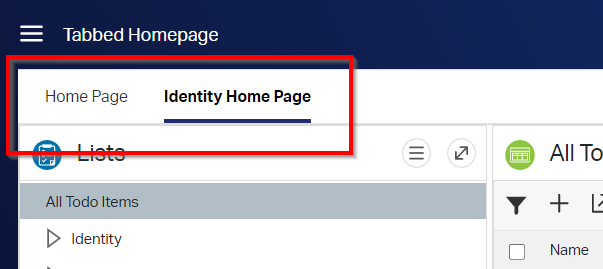 Tabbed Homepage
Home Page Identity Home Page
Lists
All Todo Items
Identity
All To
Name